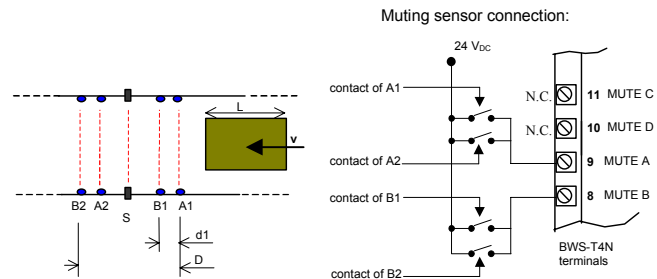 Muting sensor connection:
24 VDC
contact of A1
contact of A2
contact of B1
contact of B2
N.C. 11 MUTE C
N.C. 10 MUTE D
9 MUTE A
8 MUTE B
BWS-T4N
terminals
L
v
B2 A2 B1 A1
S
d1
D